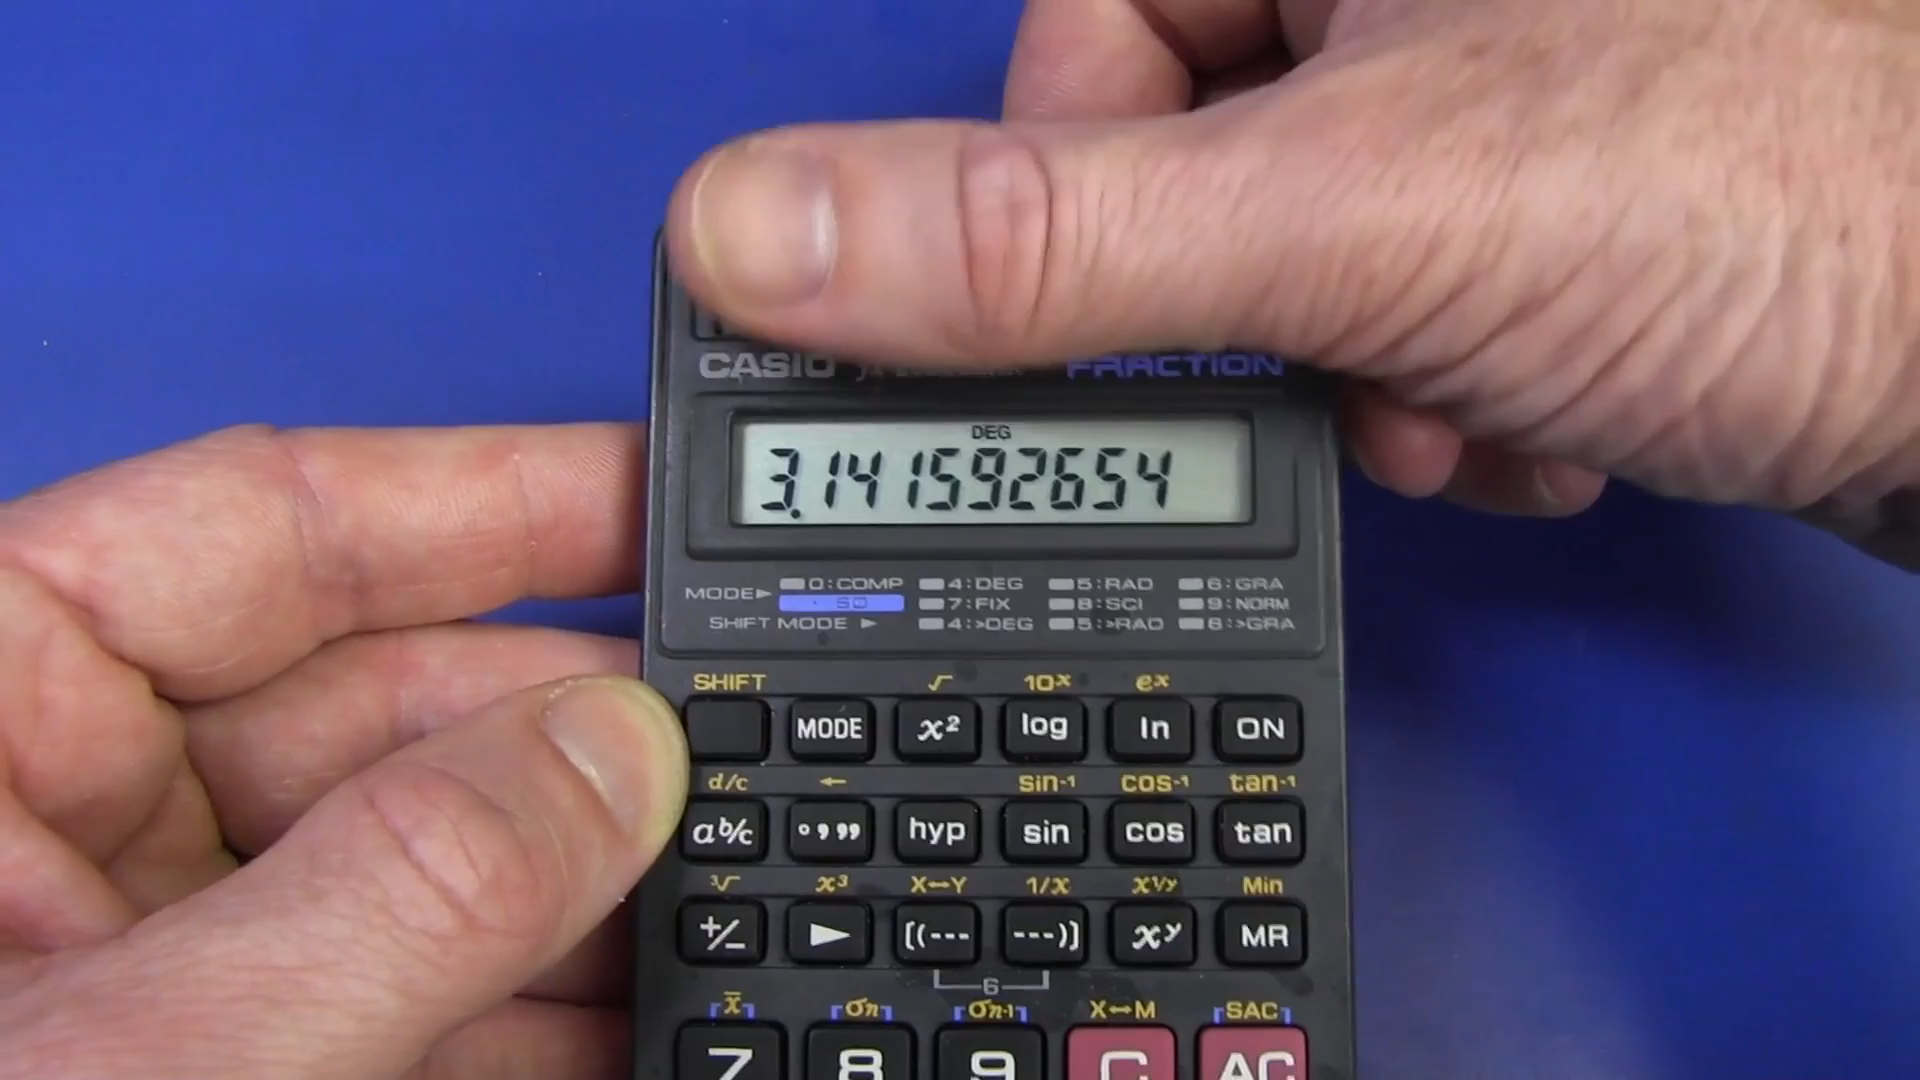 CASIO FRACTION
DEG
3.141592654
MODE▶ 0:COMP 4:DEG 5:RAD 6:GRA
SD 7:FIX 8:SCI 9:NORM
SHIFT MODE ▶ 4:>DEG 5:>RAD 6:>GRA
SHIFT √ 10ˣ eˣ
MODE x² log ln ON
d/c ← sin⁻¹ cos⁻¹ tan⁻¹
ab/c °,,, hyp sin cos tan
³√ x³ X↔Y 1/x x¹/ʸ Min
+/− ▶ [(--- ---)] xʸ MR
6
x̄ σn σn-1 X↔M SAC
7 8 9 C AC